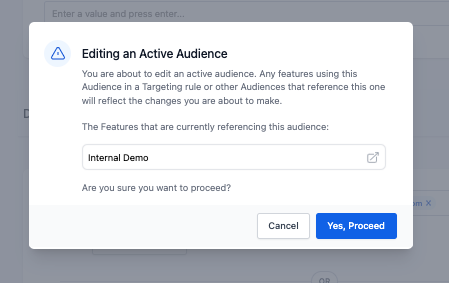 Enter a value and press enter...
Editing an Active Audience
You are about to edit an active audience. Any features using this
Audience in a Targeting rule or other Audiences that reference this one
will reflect the changes you are about to make.
The Features that are currently referencing this audience:
Internal Demo
Are you sure you want to proceed?
Cancel
Yes, Proceed
OR